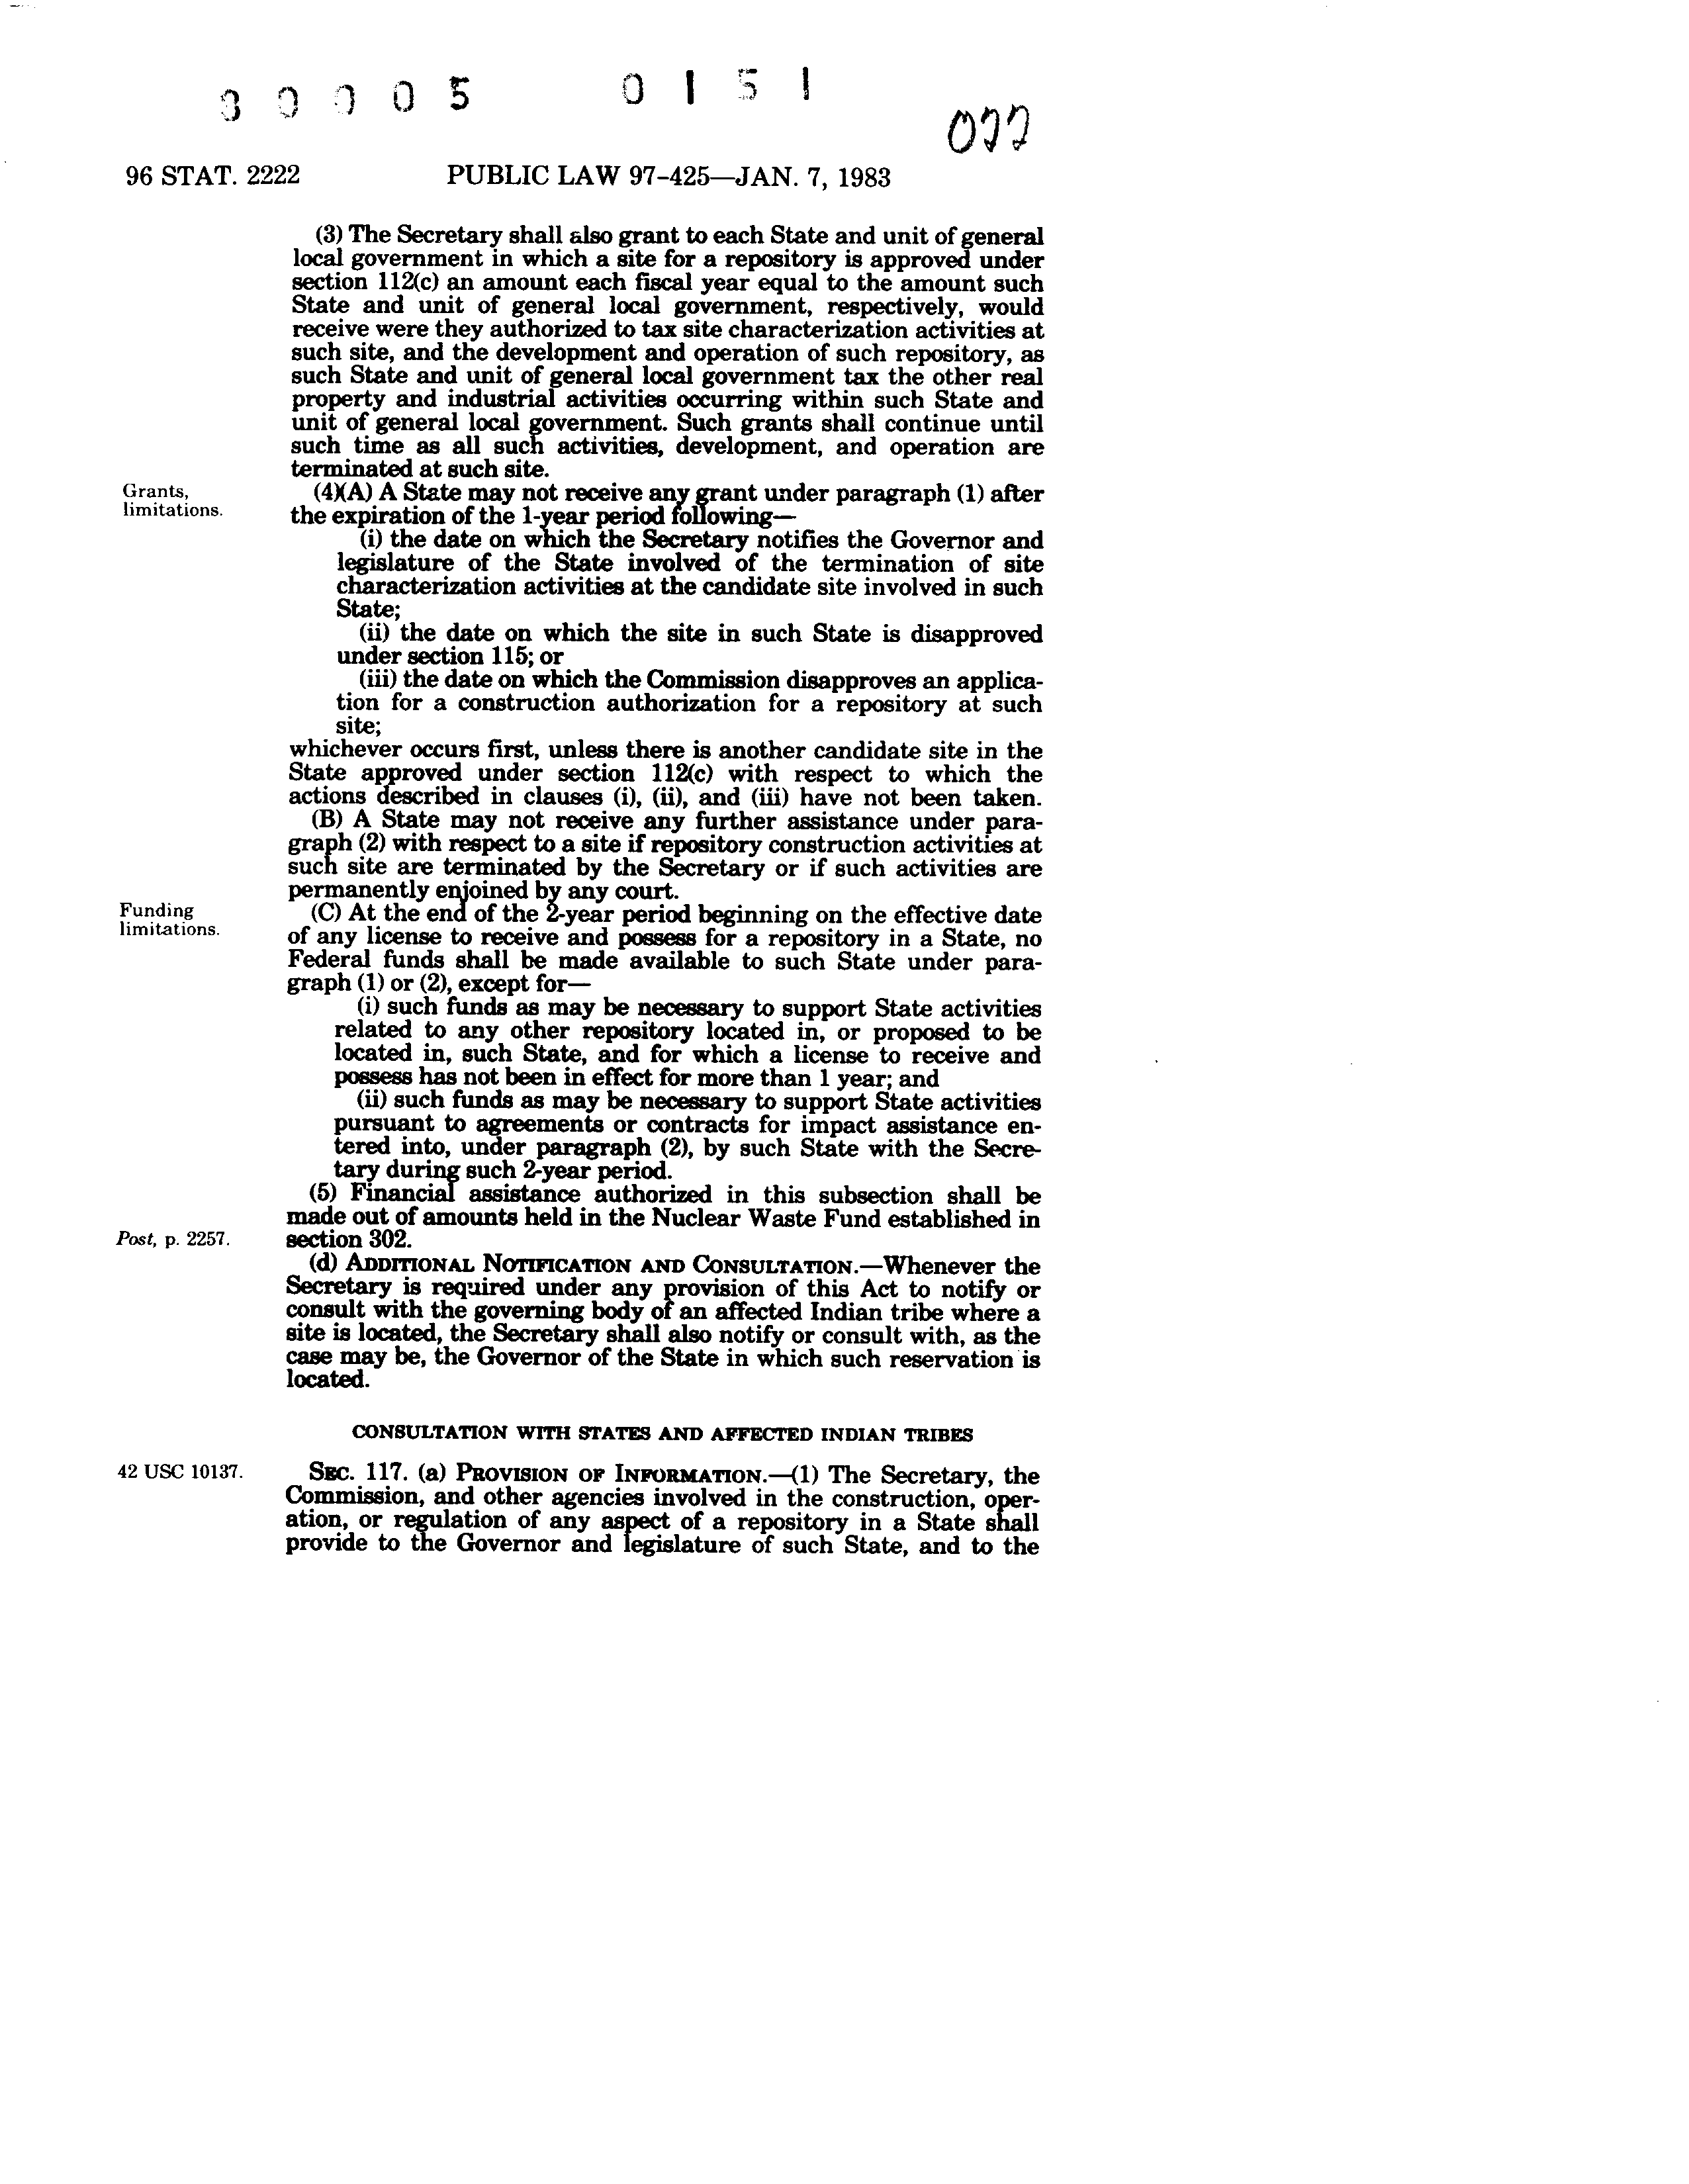 0 0 0 0 5 0 1 5 1
96 STAT. 2222 PUBLIC LAW 97-425—JAN. 7, 1983
(3) The Secretary shall also grant to each State and unit of general
local government in which a site for a repository is approved under
section 112(c) an amount each fiscal year equal to the amount such
State and unit of general local government, respectively, would
receive were they authorized to tax site characterization activities at
such site, and the development and operation of such repository, as
such State and unit of general local government tax the other real
property and industrial activities occurring within such State and
unit of general local government. Such grants shall continue until
such time as all such activities, development, and operation are
terminated at such site.
Grants,
limitations.
(4)(A) A State may not receive any grant under paragraph (1) after
the expiration of the 1-year period following—
(i) the date on which the Secretary notifies the Governor and
legislature of the State involved of the termination of site
characterization activities at the candidate site involved in such
State;
(ii) the date on which the site in such State is disapproved
under section 115; or
(iii) the date on which the Commission disapproves an applica-
tion for a construction authorization for a repository at such
site;
whichever occurs first, unless there is another candidate site in the
State approved under section 112(c) with respect to which the
actions described in clauses (i), (ii), and (iii) have not been taken.
(B) A State may not receive any further assistance under para-
graph (2) with respect to a site if repository construction activities at
such site are terminated by the Secretary or if such activities are
permanently enjoined by any court.
Funding
limitations.
(C) At the end of the 2-year period beginning on the effective date
of any license to receive and possess for a repository in a State, no
Federal funds shall be made available to such State under para-
graph (1) or (2), except for—
(i) such funds as may be necessary to support State activities
related to any other repository located in, or proposed to be
located in, such State, and for which a license to receive and
possess has not been in effect for more than 1 year; and
(ii) such funds as may be necessary to support State activities
pursuant to agreements or contracts for impact assistance en-
tered into, under paragraph (2), by such State with the Secre-
tary during such 2-year period.
(5) Financial assistance authorized in this subsection shall be
made out of amounts held in the Nuclear Waste Fund established in
Post, p. 2257. section 302.
(d) ADDITIONAL NOTIFICATION AND CONSULTATION.—Whenever the
Secretary is required under any provision of this Act to notify or
consult with the governing body of an affected Indian tribe where a
site is located, the Secretary shall also notify or consult with, as the
case may be, the Governor of the State in which such reservation is
located.
CONSULTATION WITH STATES AND AFFECTED INDIAN TRIBES
42 USC 10137. SEC. 117. (a) PROVISION OF INFORMATION.—(1) The Secretary, the
Commission, and other agencies involved in the construction, oper-
ation, or regulation of any aspect of a repository in a State shall
provide to the Governor and legislature of such State, and to the